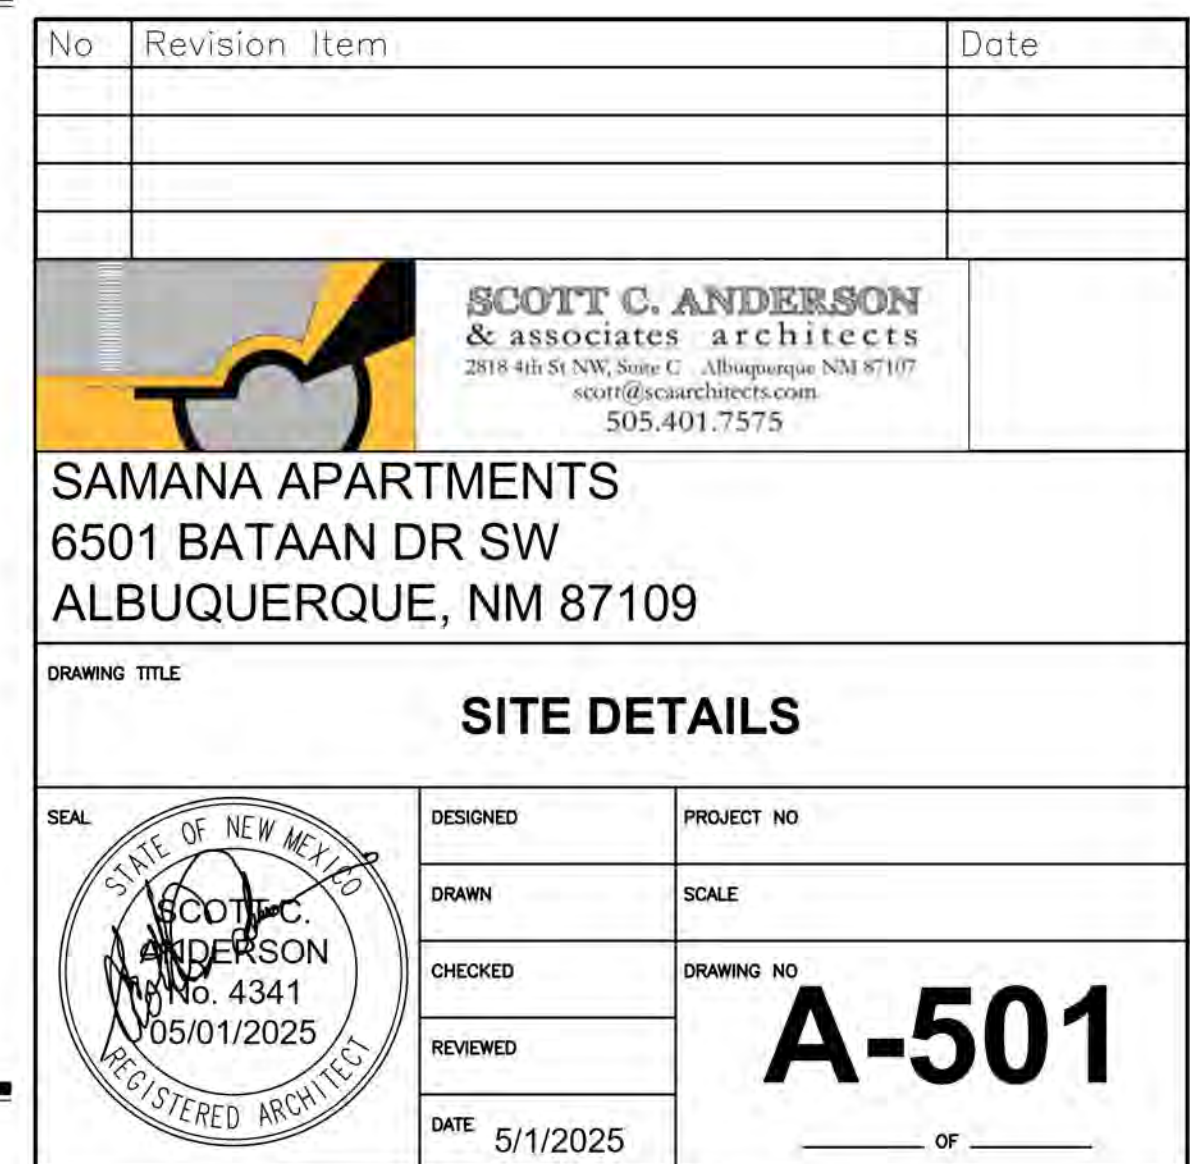 No Revision Item Date
SCOTT C. ANDERSON
& associates architects
2818 4th St NW, Suite C Albuquerque NM 87107
scott@scaarchitects.com
505.401.7575
SAMANA APARTMENTS
6501 BATAAN DR SW
ALBUQUERQUE, NM 87109
DRAWING TITLE
SITE DETAILS
SEAL
STATE OF NEW MEXICO
SCOTT C.
ANDERSON
No. 4341
05/01/2025
REGISTERED ARCHITECT
DESIGNED
DRAWN
CHECKED
REVIEWED
DATE 5/1/2025
PROJECT NO
SCALE
DRAWING NO
A-501
OF